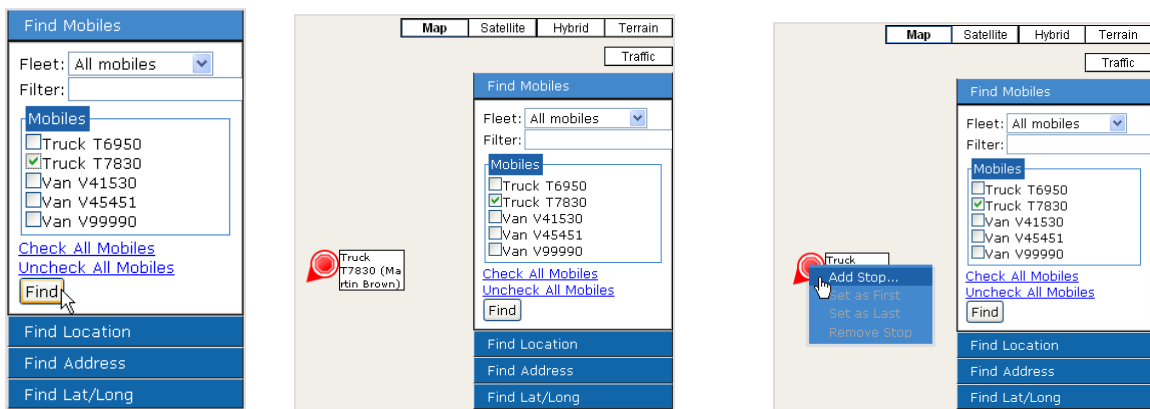 Find Mobiles
Fleet: All mobiles
Filter:
Mobiles
Truck T6950
Truck T7830
Van V41530
Van V45451
Van V99990
Check All Mobiles
Uncheck All Mobiles
Find
Find Location
Find Address
Find Lat/Long
Map Satellite Hybrid Terrain
Traffic
Find Mobiles
Fleet: All mobiles
Filter:
Mobiles
Truck T6950
Truck T7830
Van V41530
Van V45451
Van V99990
Truck
T7830 (Ma
rtin Brown)
Check All Mobiles
Uncheck All Mobiles
Find
Find Location
Find Address
Find Lat/Long
Map Satellite Hybrid Terrain
Traffic
Find Mobiles
Fleet: All mobiles
Filter:
Mobiles
Truck T6950
Truck T7830
Van V41530
Van V45451
Van V99990
Truck
Add Stop...
Set as First
Set as Last
Remove Stop
Check All Mobiles
Uncheck All Mobiles
Find
Find Location
Find Address
Find Lat/Long